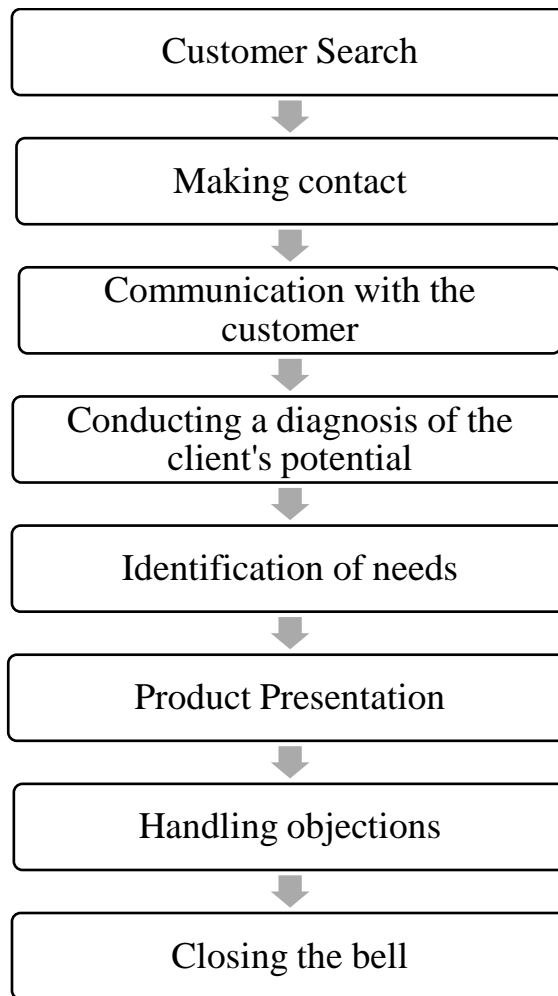 Customer Search
Making contact
Communication with the
customer
Conducting a diagnosis of the
client's potential
Identification of needs
Product Presentation
Handling objections
Closing the bell